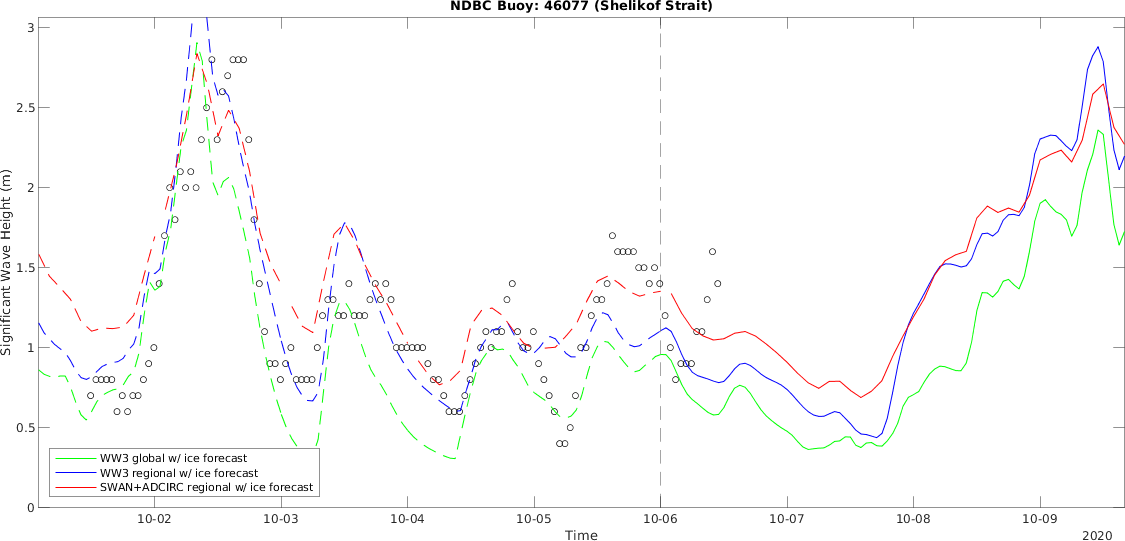 NDBC Buoy: 46077 (Shelikof Strait)
Significant Wave Height (m)
3
2.5
2
1.5
1
0.5
0
WW3 global w/ ice forecast
WW3 regional w/ ice forecast
SWAN+ADCIRC regional w/ ice forecast
10-02 10-03 10-04 10-05 10-06 10-07 10-08 10-09
Time
2020